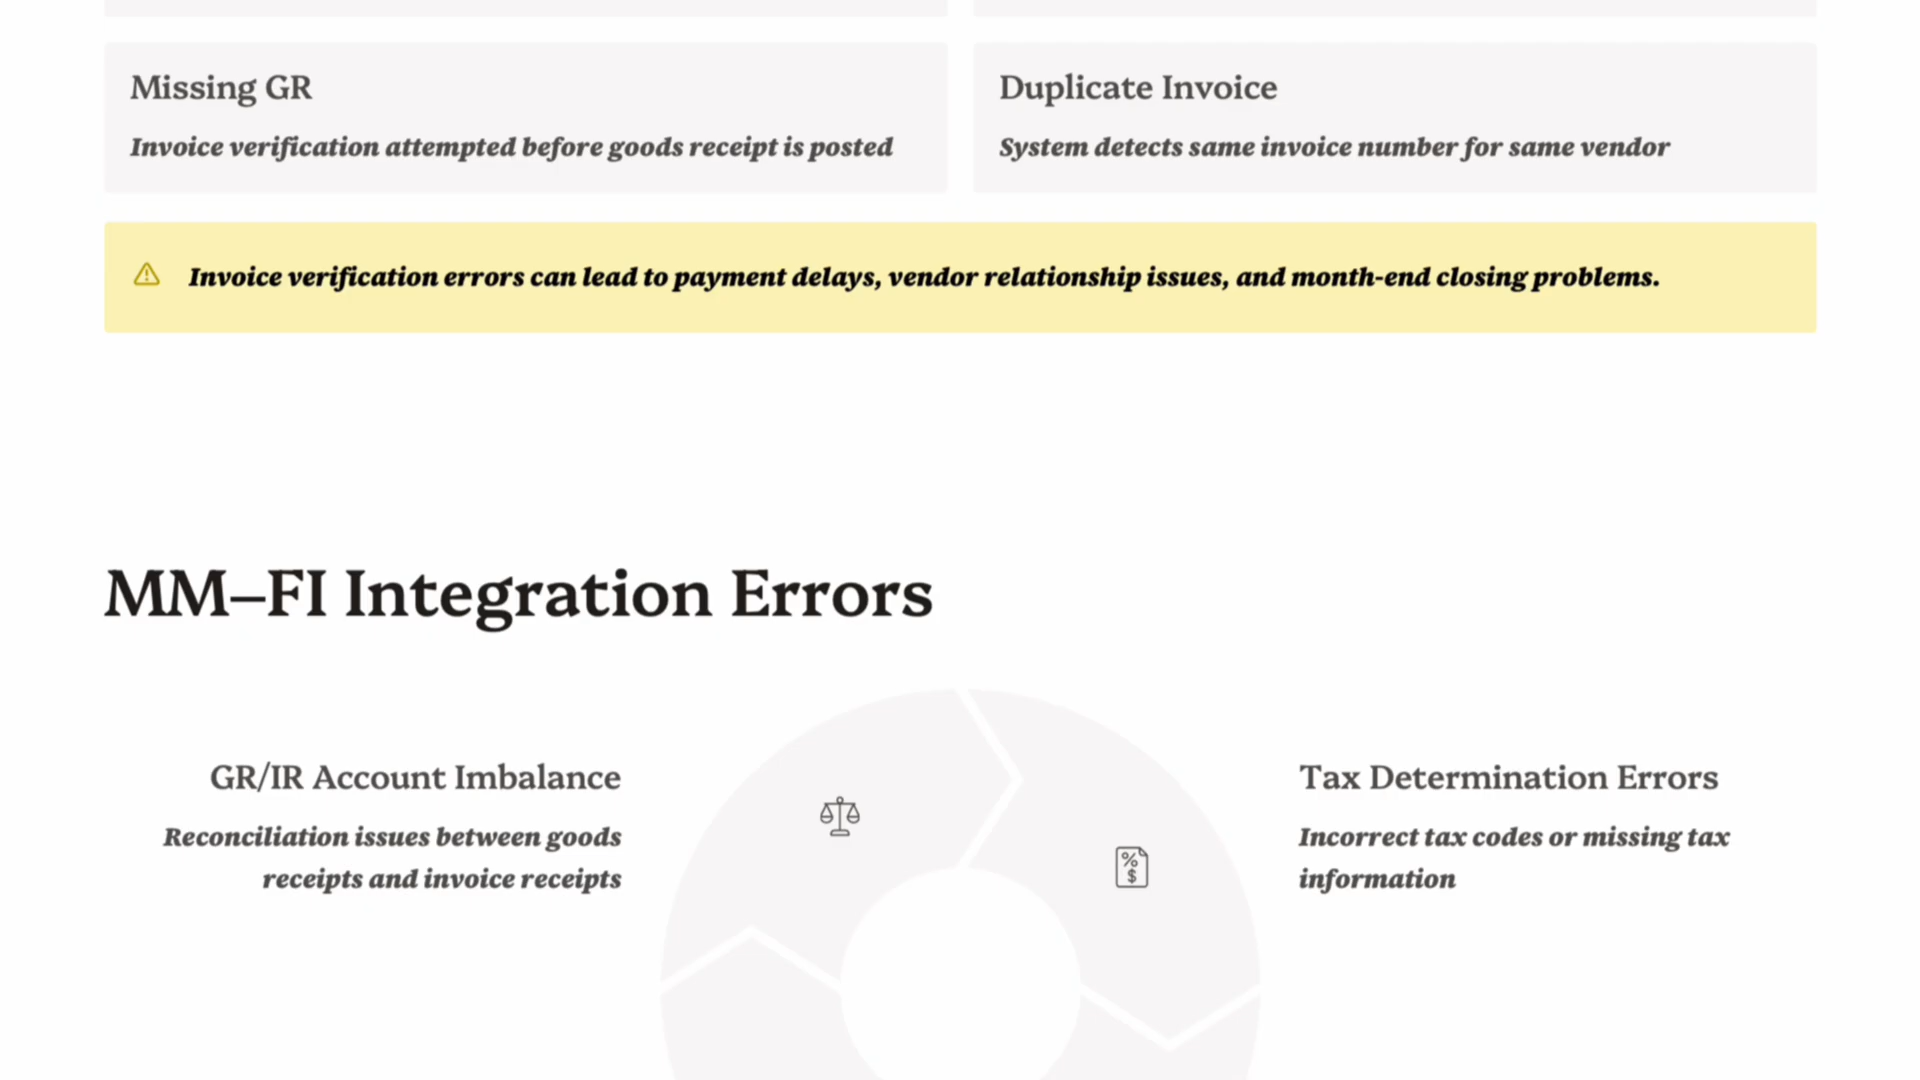 Missing GR
Invoice verification attempted before goods receipt is posted
Duplicate Invoice
System detects same invoice number for same vendor
Invoice verification errors can lead to payment delays, vendor relationship issues, and month-end closing problems.
MM–FI Integration Errors
GR/IR Account Imbalance
Reconciliation issues between goods
receipts and invoice receipts
%
$
Tax Determination Errors
Incorrect tax codes or missing tax
information